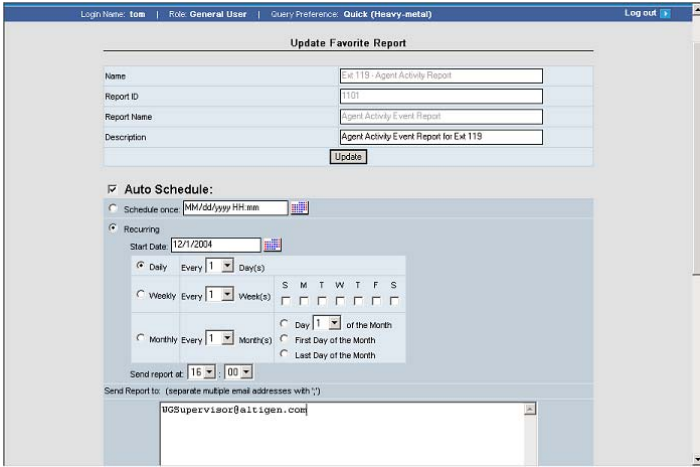 Login Name: tom | Role: General User | Query Preference: Quick (Heavy-metal) Log out
Update Favorite Report
Name Ext 119 - Agent Activity Report
Report ID 1101
Report Name Agent Activity Event Report
Description Agent Activity Event Report for Ext 119
Update
Auto Schedule:
Schedule once: MM/dd/yyyy HH:mm
Recurring
Start Date: 12/1/2004
Daily Every 1 Day(s)
S M T W T F S
Weekly Every 1 Week(s)
Day 1 of the Month
Monthly Every 1 Month(s) First Day of the Month
Last Day of the Month
Send report at: 16 : 00
Send Report to: (separate multiple email addresses with ';')
WGSupervisor@altigen.com